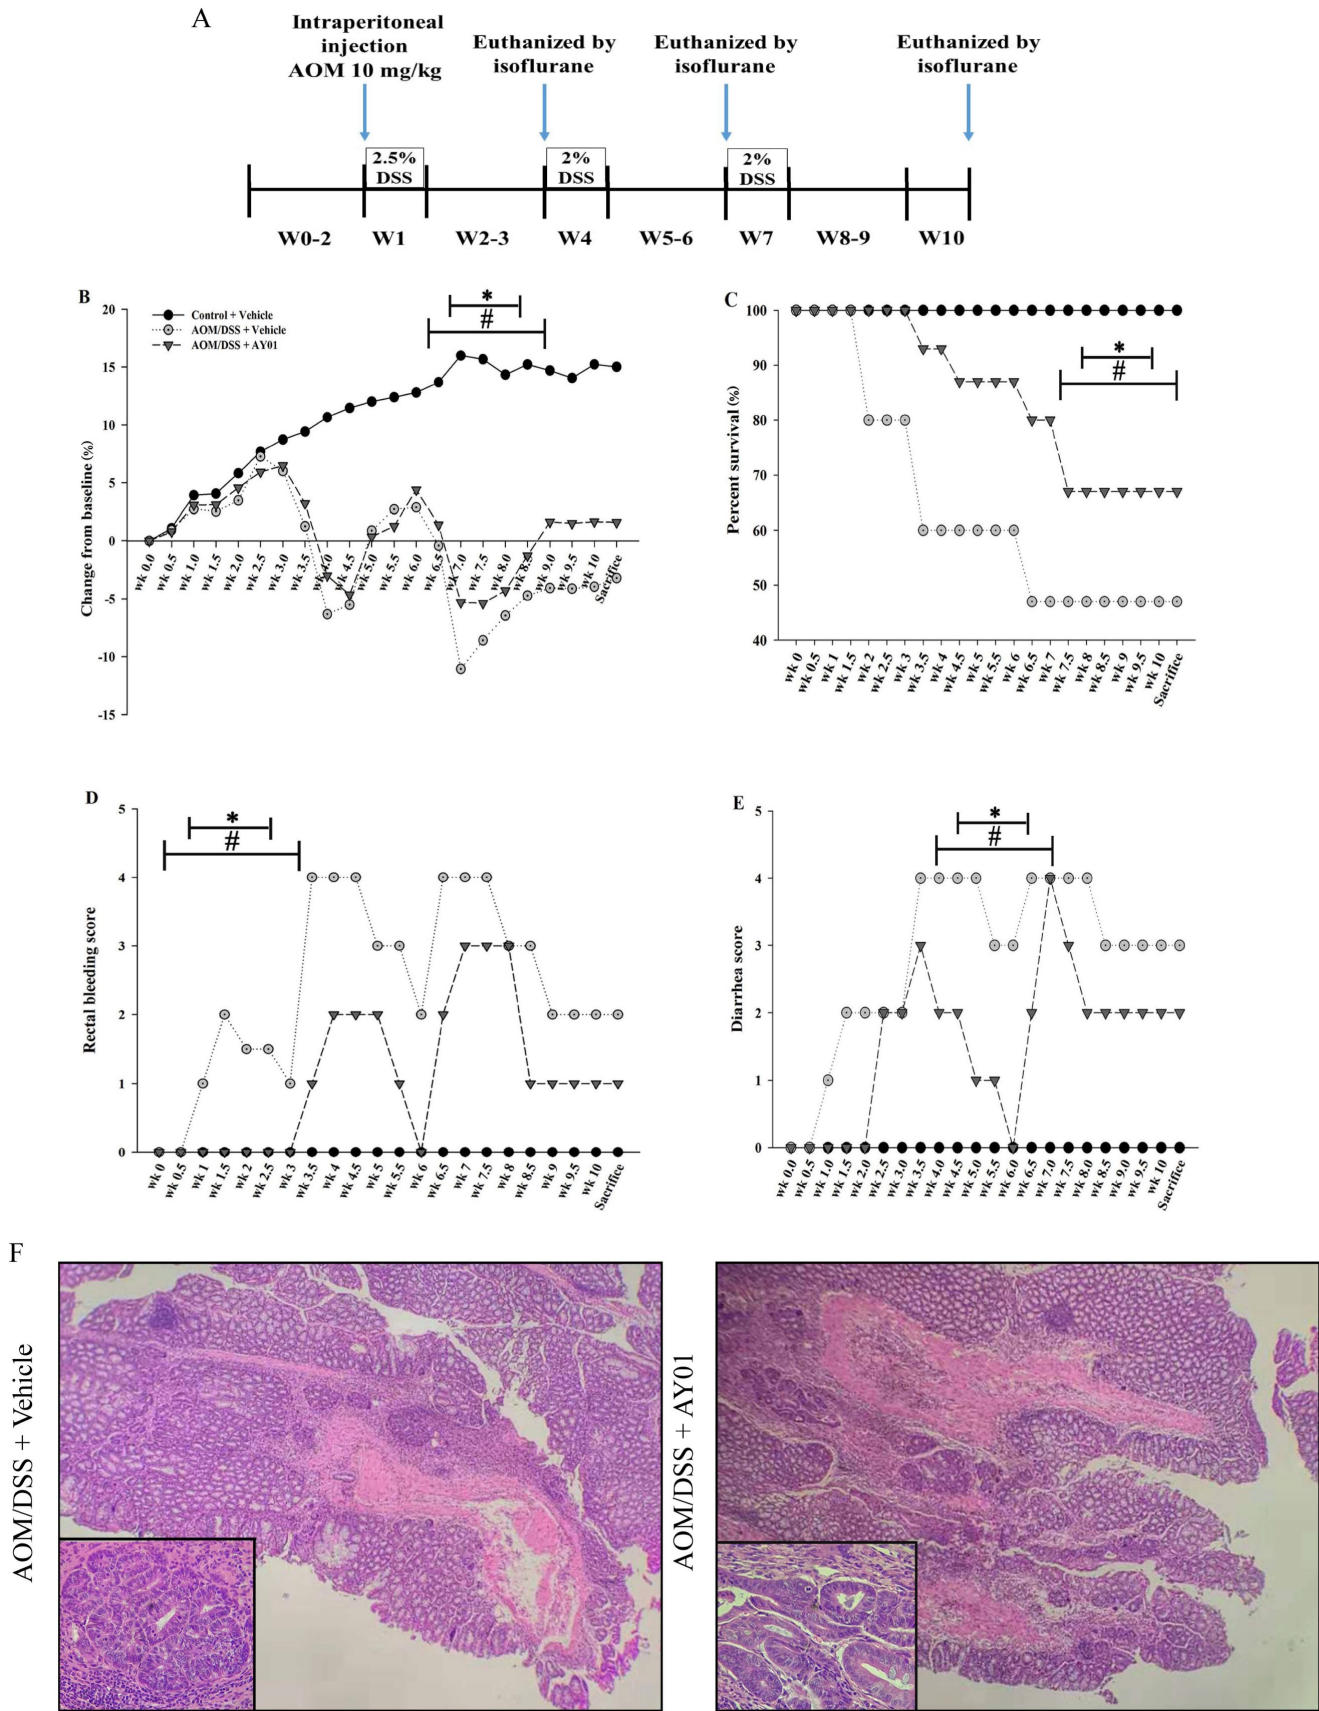 A
Intraperitoneal
injection
AOM 10 mg/kg
Euthanized by
isoflurane
Euthanized by
isoflurane
Euthanized by
isoflurane
2.5%
DSS
2%
DSS
2%
DSS
W0-2
W1
W2-3
W4
W5-6
W7
W8-9
W10
B
Control + Vehicle
AOM/DSS + Vehicle
AOM/DSS + AY01
*
#
20
15
10
5
0
-5
-10
-15
Change from baseline (%)
wk 0.0
wk 0.5
wk 1.0
wk 1.5
wk 2.0
wk 2.5
wk 3.0
wk 3.5
wk 4.0
wk 4.5
wk 5.0
wk 5.5
wk 6.0
wk 6.5
wk 7.0
wk 7.5
wk 8.0
wk 8.5
wk 9.0
wk 9.5
wk 10
Sacrifice
C
*
#
100
90
80
70
60
50
40
Percent survival (%)
wk 0
wk 0.5
wk 1
wk 1.5
wk 2
wk 2.5
wk 3
wk 3.5
wk 4
wk 4.5
wk 5
wk 5.5
wk 6
wk 6.5
wk 7
wk 7.5
wk 8
wk 8.5
wk 9
wk 9.5
wk 10
Sacrifice
D
*
#
5
4
3
2
1
0
Rectal bleeding score
wk 0
wk 0.5
wk 1
wk 1.5
wk 2
wk 2.5
wk 3
wk 3.5
wk 4
wk 4.5
wk 5
wk 5.5
wk 6
wk 6.5
wk 7
wk 7.5
wk 8
wk 8.5
wk 9
wk 9.5
wk 10
Sacrifice
E
*
#
5
4
3
2
1
0
Diarrhea score
wk 0.0
wk 0.5
wk 1.0
wk 1.5
wk 2.0
wk 2.5
wk 3.0
wk 3.5
wk 4.0
wk 4.5
wk 5.0
wk 5.5
wk 6.0
wk 6.5
wk 7.0
wk 7.5
wk 8.0
wk 8.5
wk 9.0
wk 9.5
wk 10
Sacrifice
F
AOM/DSS + Vehicle
AOM/DSS + AY01